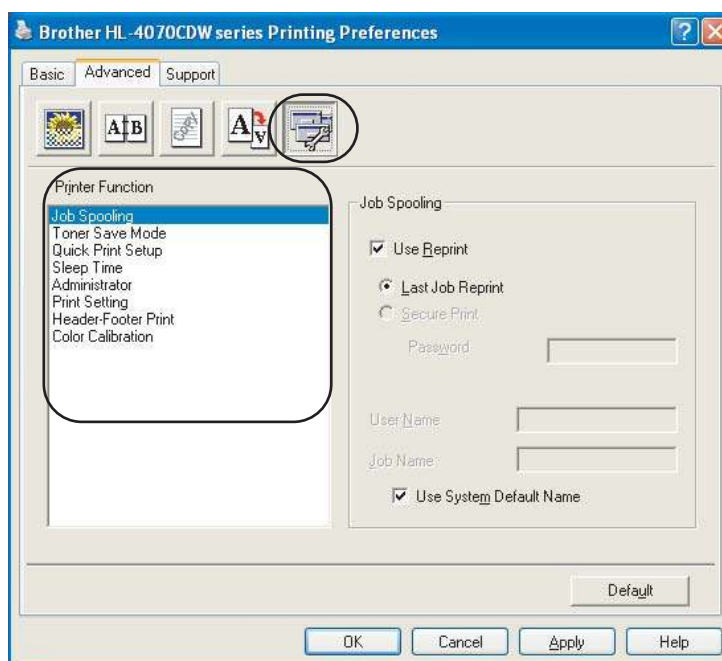 Brother HL-4070CDW series Printing Preferences
Basic Advanced Support
A B Copy A A
Printer Function
Job Spooling
Toner Save Mode
Quick Print Setup
Sleep Time
Administrator
Print Setting
Header-Footer Print
Color Calibration
Job Spooling
Use Reprint
Last Job Reprint
Secure Print
Password
User Name
Job Name
Use System Default Name
Default
OK Cancel Apply Help